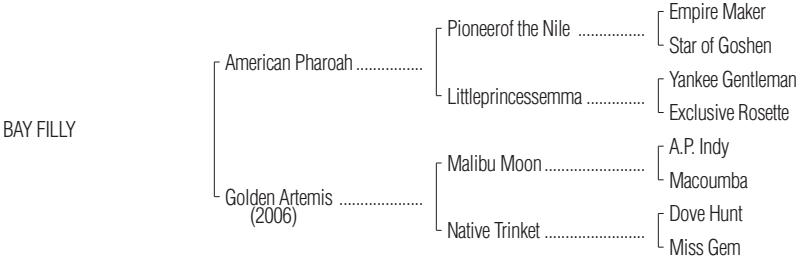 Empire Maker
Pioneerof the Nile ................
Star of Goshen
American Pharoah ................
Yankee Gentleman
Littleprincessemma ..............
Exclusive Rosette
BAY FILLY
A.P. Indy
Malibu Moon ........................
Macoumba
Golden Artemis ....................
(2006)
Dove Hunt
Native Trinket ........................
Miss Gem